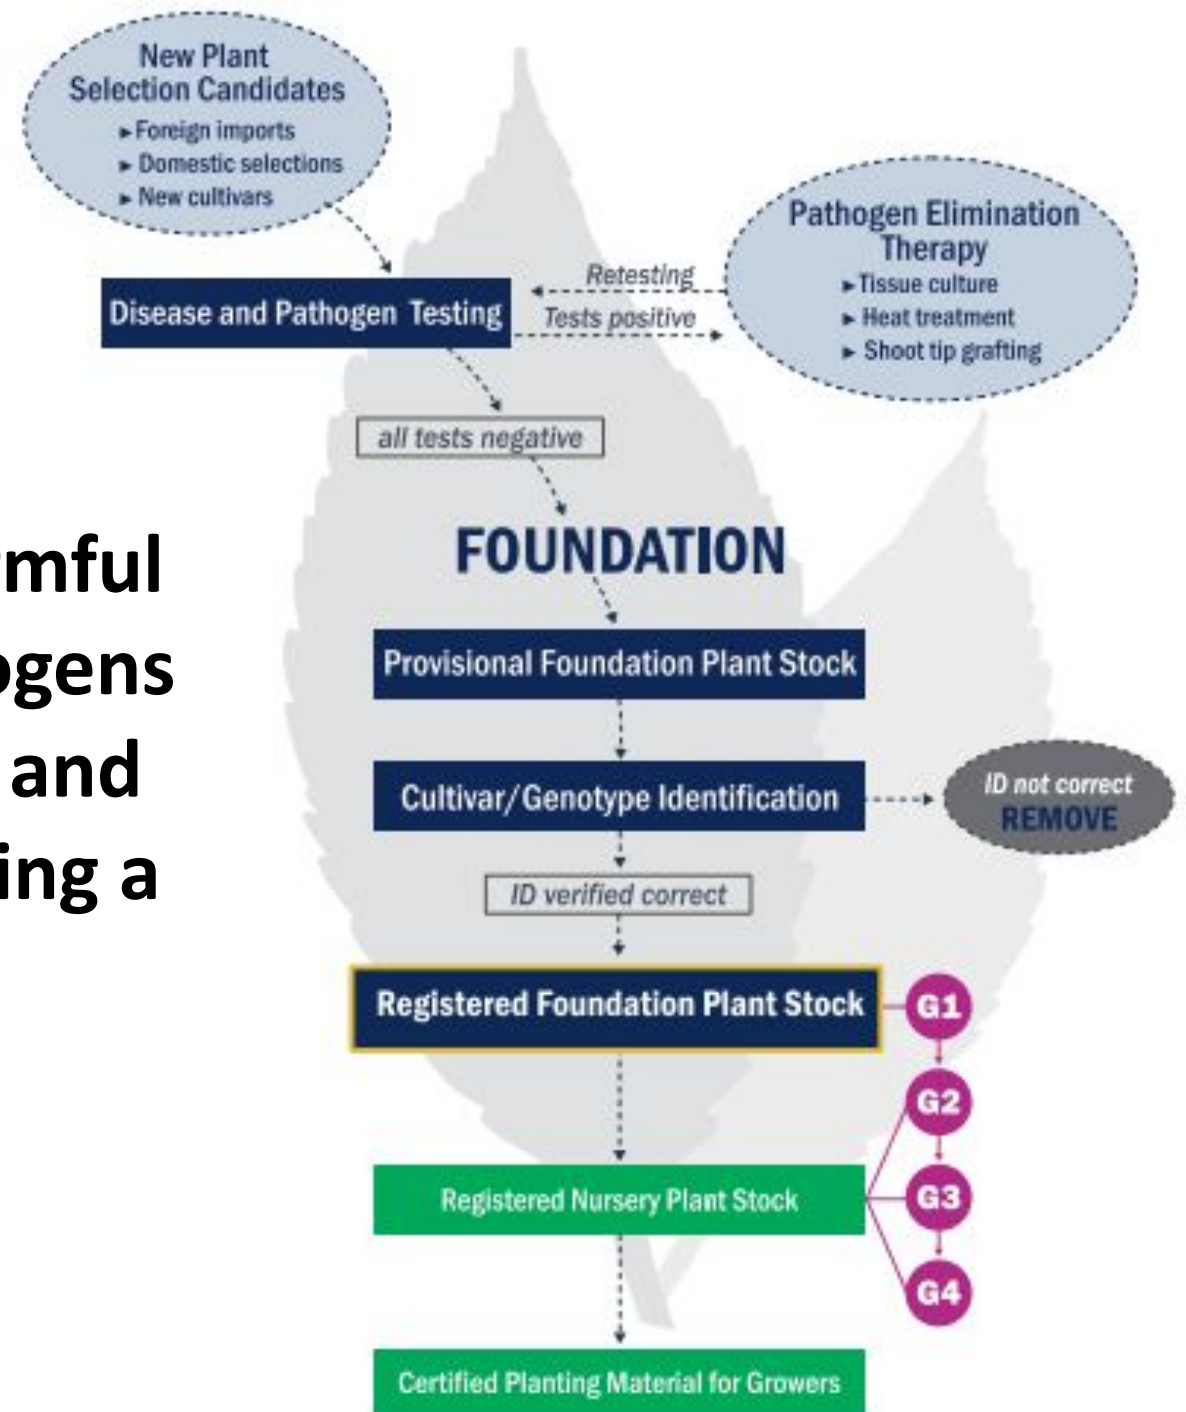 New Plant
Selection Candidates
▸ Foreign imports
▸ Domestic selections
▸ New cultivars
Pathogen Elimination
Therapy
▸ Tissue culture
▸ Heat treatment
▸ Shoot tip grafting
Retesting
Disease and Pathogen Testing
Tests positive
all tests negative
FOUNDATION
rmful
ogens
and
ing a
Provisional Foundation Plant Stock
Cultivar/Genotype Identification
ID not correct
REMOVE
ID verified correct
Registered Foundation Plant Stock
G1
G2
Registered Nursery Plant Stock
G3
G4
Certified Planting Material for Growers